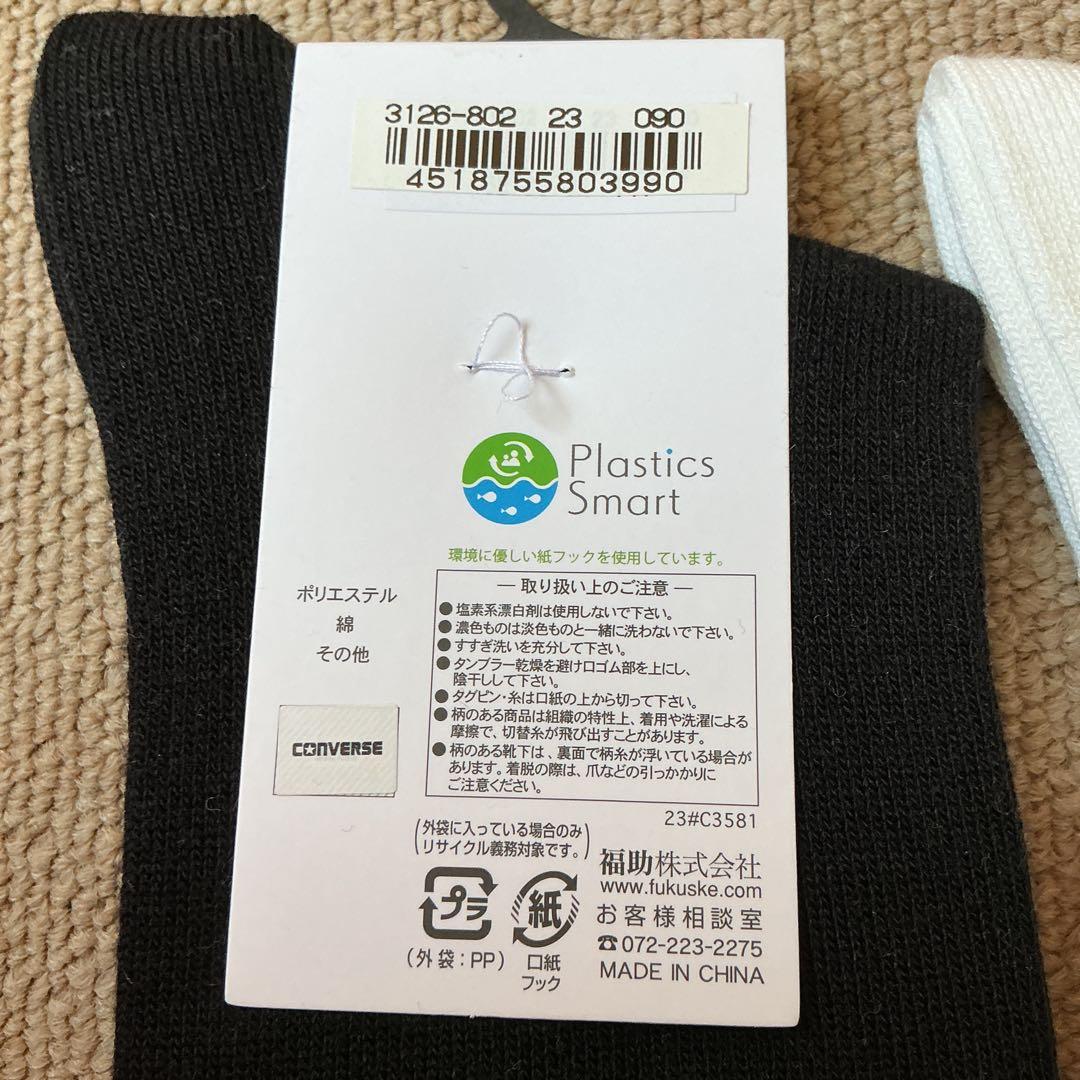 3126-802 23 090
4518755803990
Plastics
Smart
環境に優しい紙フックを使用しています。
ポリエステル
綿
その他
CONVERSE
― 取り扱い上のご注意 ―
●塩素系漂白剤は使用しないで下さい。
●濃色ものは淡色ものと一緒に洗わないで下さい。
●すすぎ洗いを充分して下さい。
●タンブラー乾燥を避け口ゴム部を上にし、
陰干しして下さい。
●タグピン・糸は口紙の上から切って下さい。
●柄のある商品は組織の特性上、着用や洗濯による
摩擦で、切替糸が飛び出すことがあります。
●柄のある靴下は、裏面で柄糸が浮いている場合が
あります。着脱の際は、爪などの引っかかりに
ご注意ください。
23#C3581
(外袋に入っている場合のみ
リサイクル義務対象です。)
プラ
(外袋:PP)
紙
口紙
フック
福助株式会社
www.fukuske.com
お客様相談室
☎072-223-2275
MADE IN CHINA